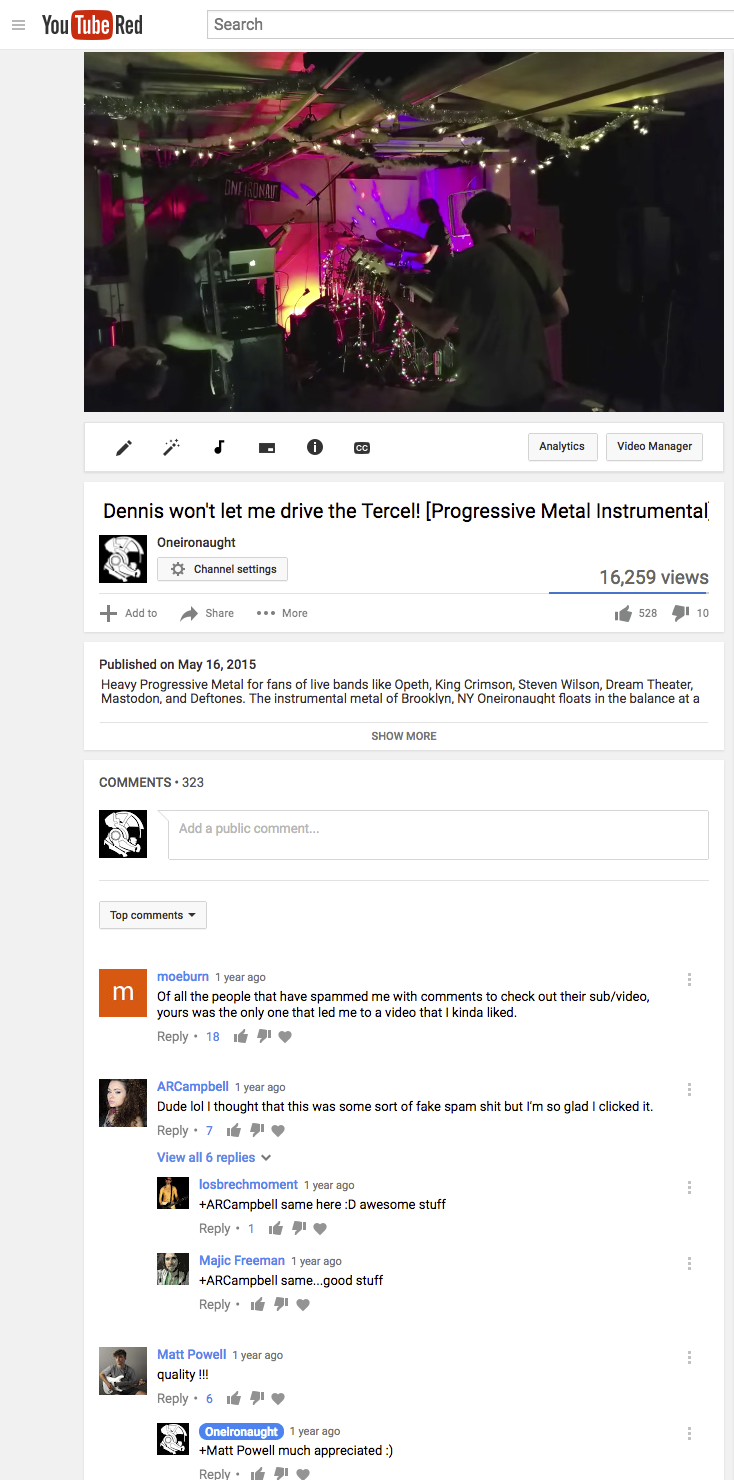 YouTube Red
Search
ONEIRONAUT
CC
Analytics
Video Manager
Dennis won't let me drive the Tercel! [Progressive Metal Instrumental]
Oneironaught
Channel settings
16,259 views
Add to
Share
More
528
10
Published on May 16, 2015
Heavy Progressive Metal for fans of live bands like Opeth, King Crimson, Steven Wilson, Dream Theater,
Mastodon, and Deftones. The instrumental metal of Brooklyn, NY Oneironaught floats in the balance at a
SHOW MORE
COMMENTS • 323
Add a public comment...
Top comments
m
moeburn 1 year ago
Of all the people that have spammed me with comments to check out their sub/video,
yours was the only one that led me to a video that I kinda liked.
Reply • 18
ARCampbell 1 year ago
Dude lol I thought that this was some sort of fake spam shit but I'm so glad I clicked it.
Reply • 7
View all 6 replies
losbrechmoment 1 year ago
+ARCampbell same here :D awesome stuff
Reply • 1
Majic Freeman 1 year ago
+ARCampbell same...good stuff
Reply •
Matt Powell 1 year ago
quality !!!
Reply • 6
Oneironaught 1 year ago
+Matt Powell much appreciated :)
Reply •